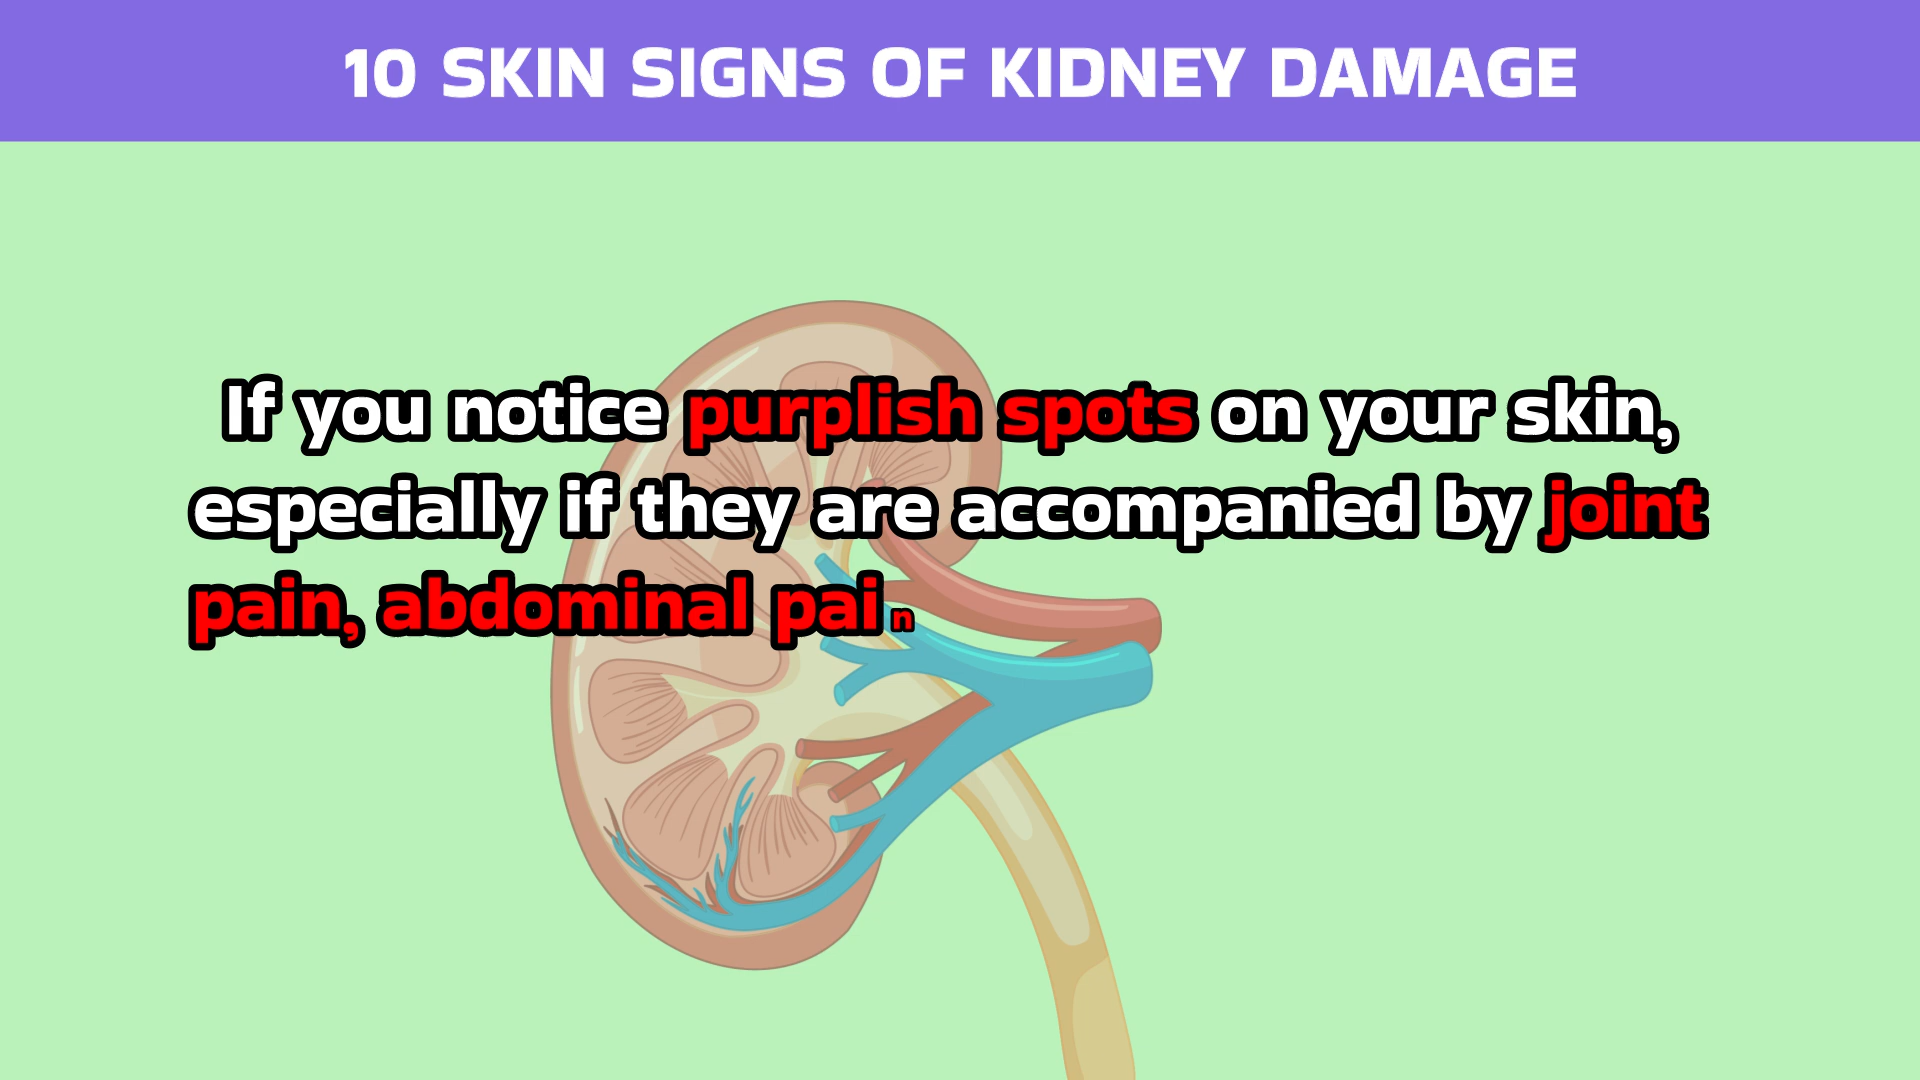 10 SKIN SIGNS OF KIDNEY DAMAGE
If you notice purplish spots on your skin,
especially if they are accompanied by joint
pain, abdominal pain